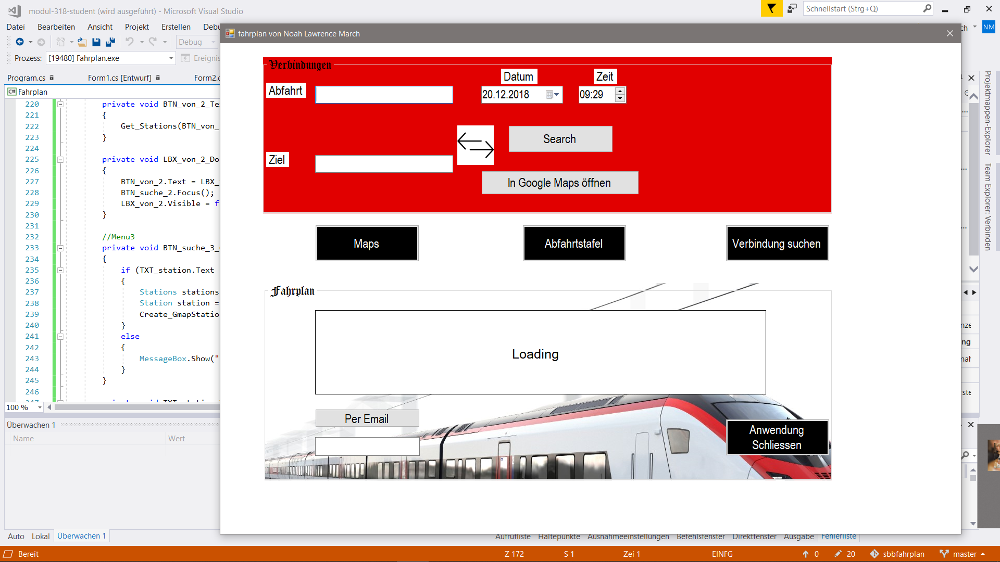 modul-318-student (wird ausgeführt) - Microsoft Visual Studio
Schnellstart (Strg+Q)
Datei Bearbeiten Ansicht Projekt Erstellen
NM
Debug
Prozess: [19480] Fahrplan.exe
Program.cs Form1.cs [Entwurf]
C# Fahrplan
220 private void BTN_von_2_Te
221 {
222 Get_Stations(BTN_von_
223 }
224
225 private void LBX_von_2_Do
226 {
227 BTN_von_2.Text = LBX_
228 BTN_suche_2.Focus();
229 LBX_von_2.Visible = f
230 }
231
232 //Menu3
233 private void BTN_suche_3_
234 {
235 if (TXT_station.Text
236 {
237 Stations stations
238 Station station =
239 Create_GmapStatio
240 }
241 else
242 {
243 MessageBox.Show("
244 }
245 }
246
100 %
Überwachen 1
Name Wert
Auto Lokal Überwachen 1
fahrplan von Noah Lawrence March
Verbindungen
Datum Zeit
Abfahrt
20.12.2018 09:29
Search
Ziel
In Google Maps öffnen
Maps Abfahrtstafel Verbindung suchen
Fahrplan
Loading
Per Email
Anwendung
Schliessen
Projektmappen-Explorer
Team Explorer: Verbinden
Aufrufliste Haltepunkte Ausnahmeeinstellungen Befehlsfenster Direktfenster Ausgabe Fehlerliste
Bereit Z 172 S 1 Zei 1 EINFG 0 20 sbbfahrplan master